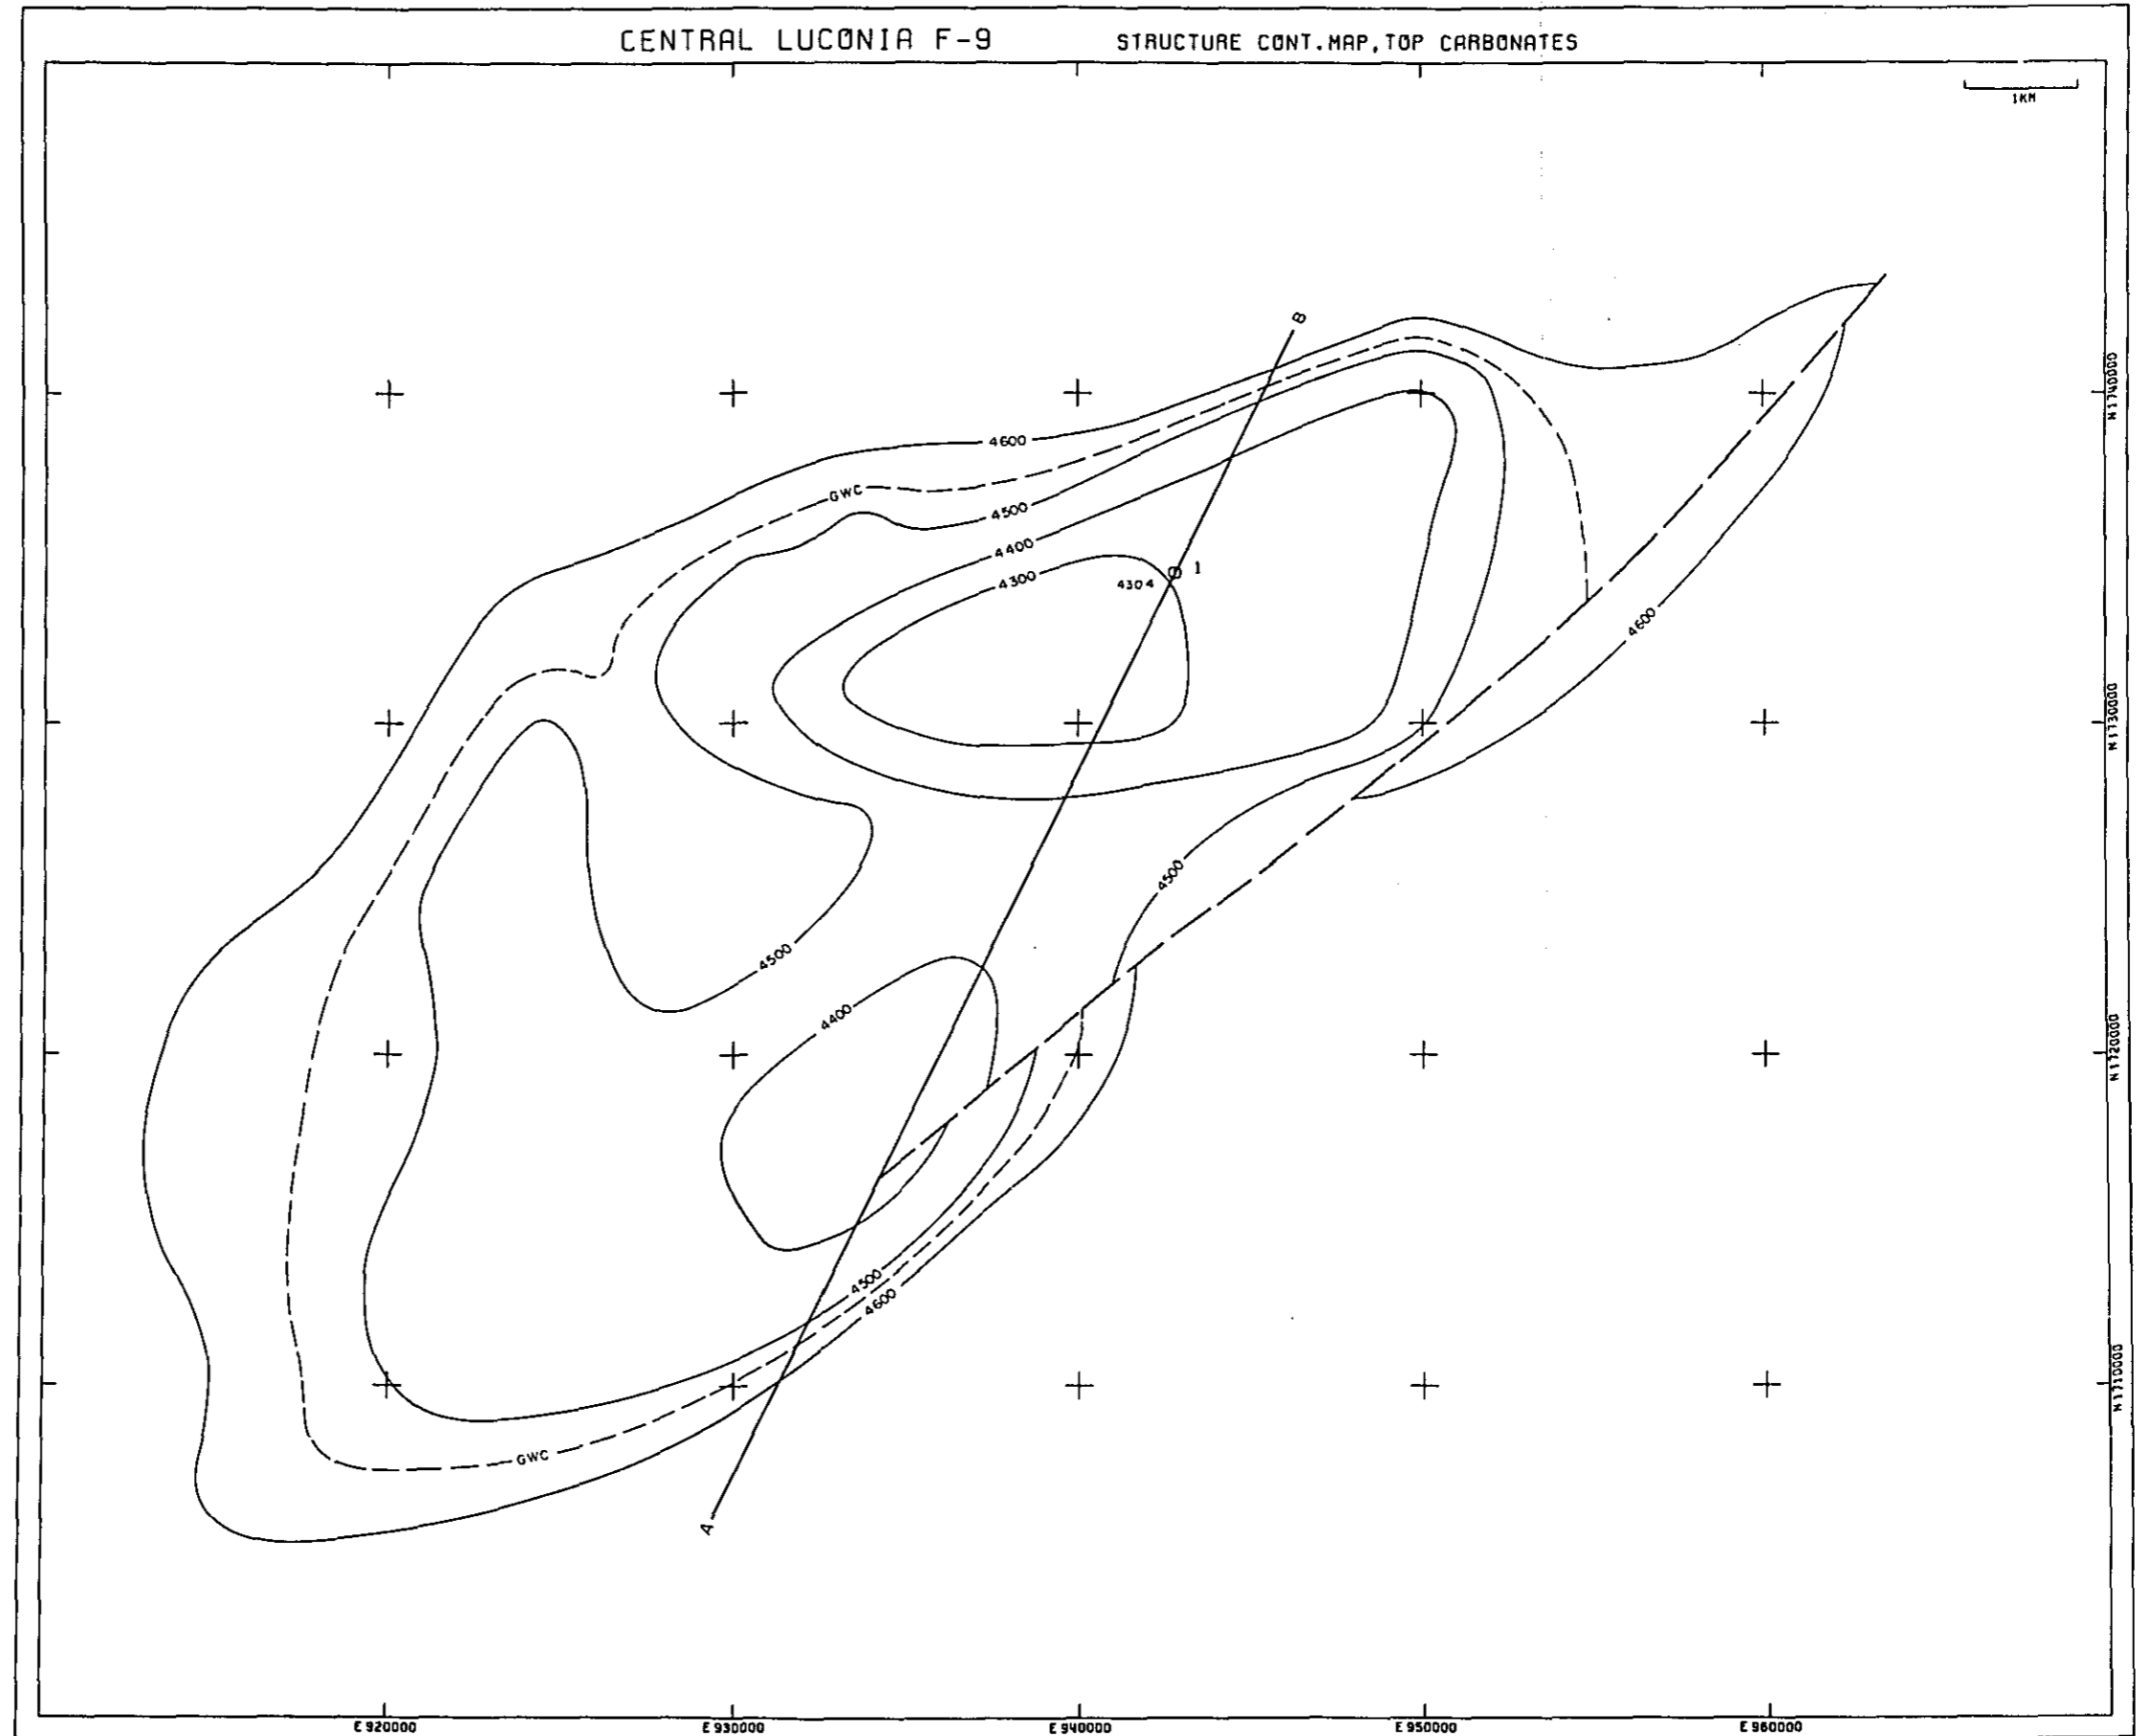 CENTRAL LUCONIA F-9 STRUCTURE CONT.MAP,TOP CARBONATES
1KM
B
N1740000
4600
GWC
4500
4400
4300
4304
1
4600
N1730000
4500
4500
4400
N1720000
4500
4600
N1710000
GWC
A
E920000 E930000 E940000 E950000 E960000